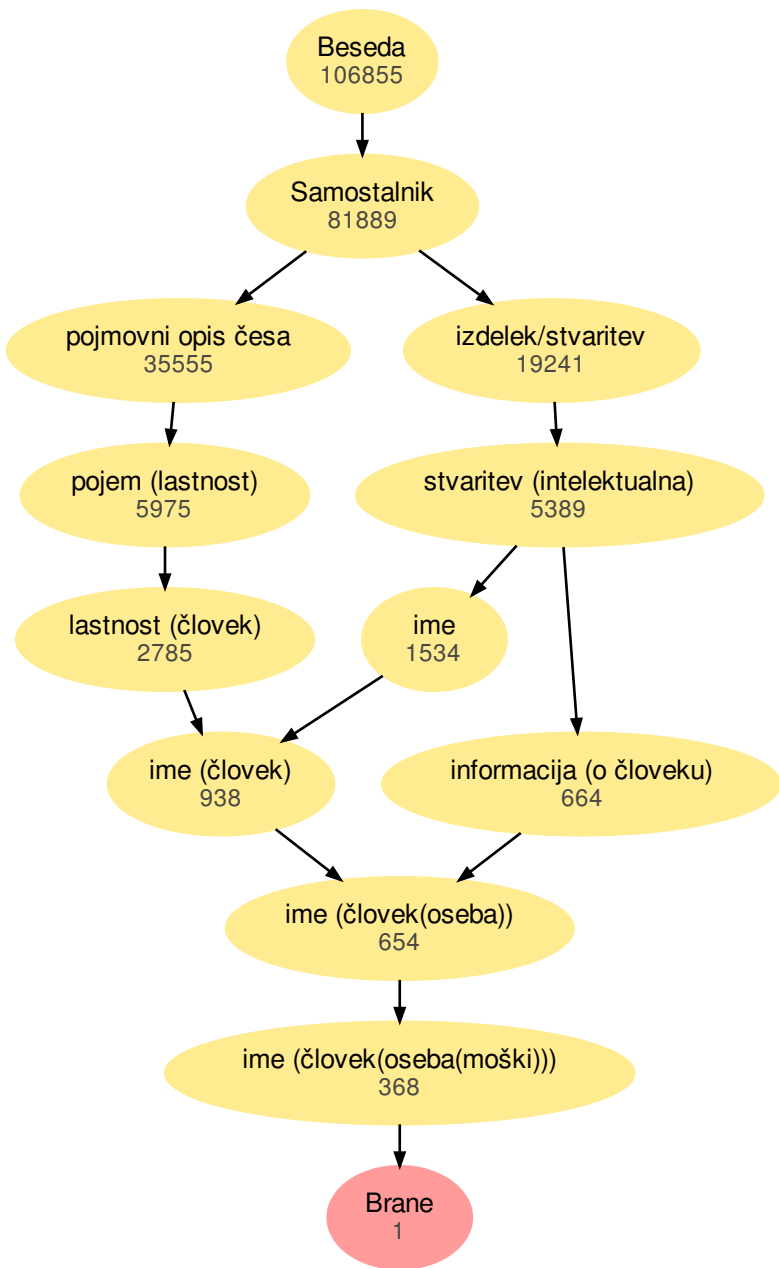 Beseda
106855
Samostalnik
81889
pojmovni opis česa
35555
izdelek/stvaritev
19241
pojem (lastnost)
5975
stvaritev (intelektualna)
5389
lastnost (človek)
2785
ime
1534
ime (človek)
938
informacija (o človeku)
664
ime (človek(oseba))
654
ime (človek(oseba(moški)))
368
Brane
1